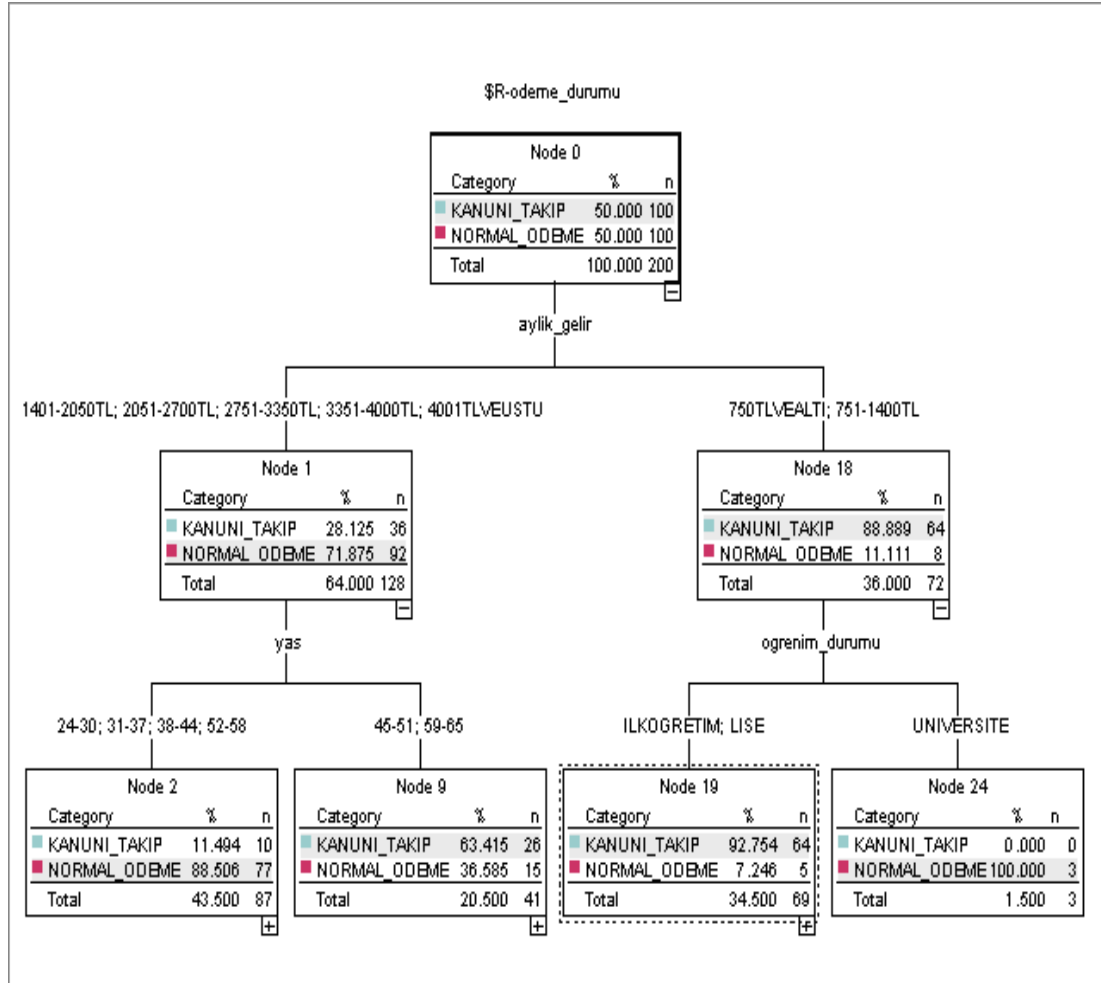 $R-odeme_durumu
Node 0
Category % n
KANUNI_TAKIP 50.000 100
NORMAL_ODEME 50.000 100
Total 100.000 200
aylik_gelir
1401-2050TL; 2051-2700TL; 2751-3350TL; 3351-4000TL; 4001TLVEUSTU
750TLVEALTI; 751-1400TL
Node 1
Category % n
KANUNI_TAKIP 28.125 36
NORMAL_ODEME 71.875 92
Total 64.000 128
Node 18
Category % n
KANUNI_TAKIP 88.889 64
NORMAL_ODEME 11.111 8
Total 36.000 72
yas
ogrenim_durumu
24-30; 31-37; 38-44; 52-58
45-51; 59-65
ILKOGRETIM; LISE
UNIVERSITE
Node 2
Category % n
KANUNI_TAKIP 11.494 10
NORMAL_ODEME 88.506 77
Total 43.500 87
Node 9
Category % n
KANUNI_TAKIP 63.415 26
NORMAL_ODEME 36.585 15
Total 20.500 41
Node 19
Category % n
KANUNI_TAKIP 92.754 64
NORMAL_ODEME 7.246 5
Total 34.500 69
Node 24
Category % n
KANUNI_TAKIP 0.000 0
NORMAL_ODEME 100.000 3
Total 1.500 3